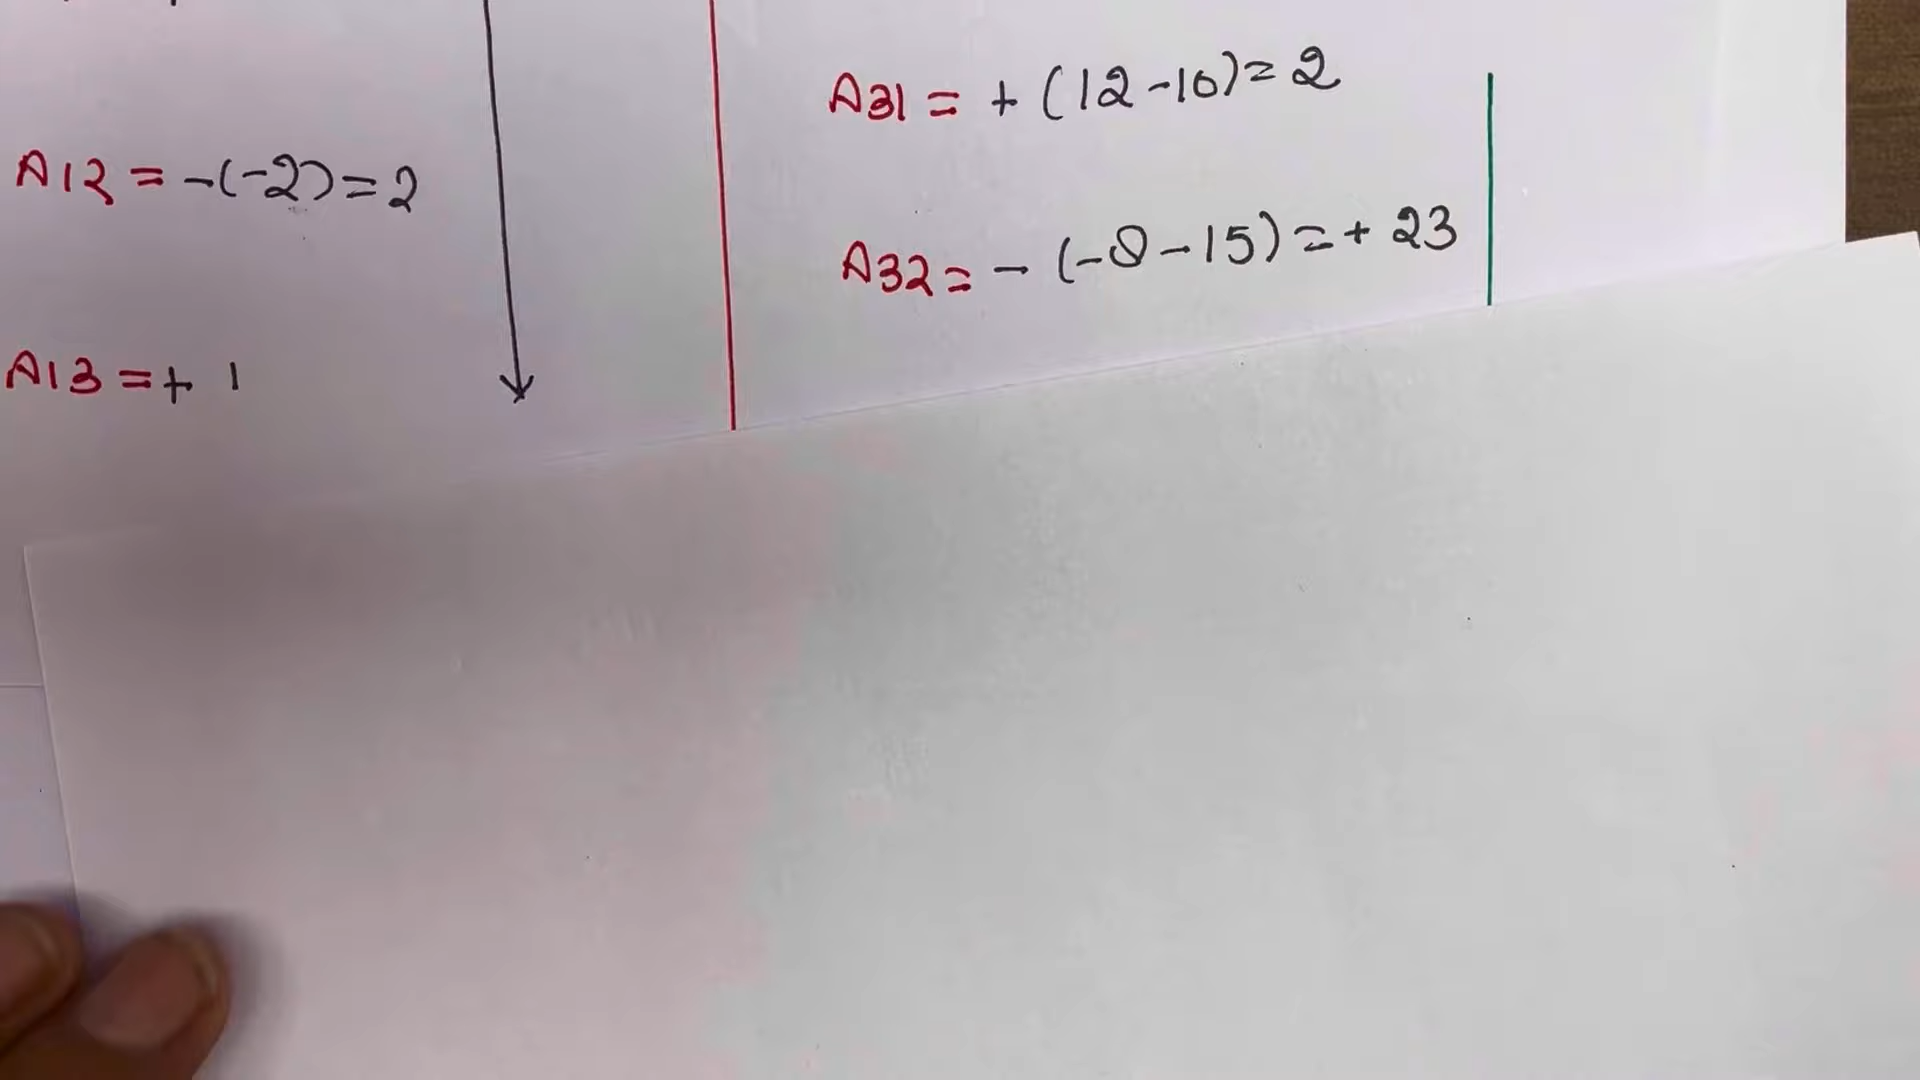 A12 = -(-2) = 2
A13 = + 1
A31 = + (12-10) = 2
A32 = - (-8-15) = + 23